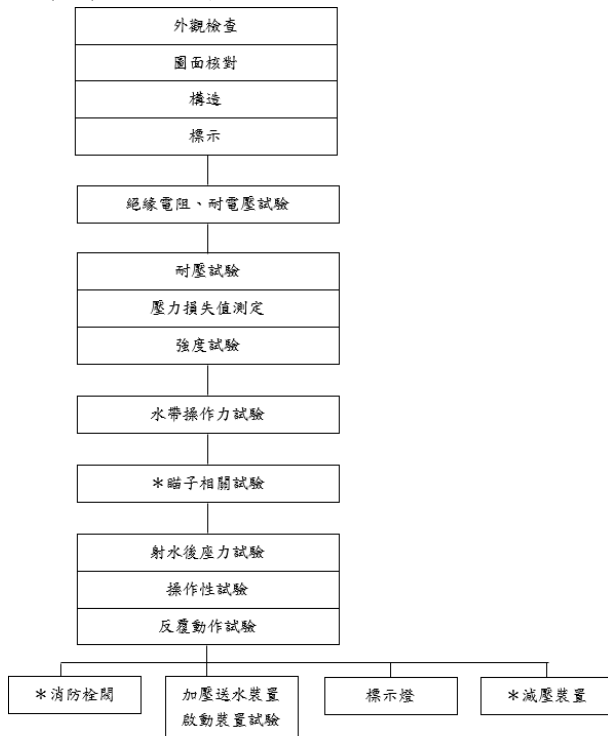 外觀檢查
圖面核對
構造
標示
絕緣電阻、耐電壓試驗
耐壓試驗
壓力損失值測定
強度試驗
水帶操作力試驗
＊瞄子相關試驗
射水後座力試驗
操作性試驗
反覆動作試驗
＊消防栓閥
加壓送水裝置
啟動裝置試驗
標示燈
＊減壓裝置